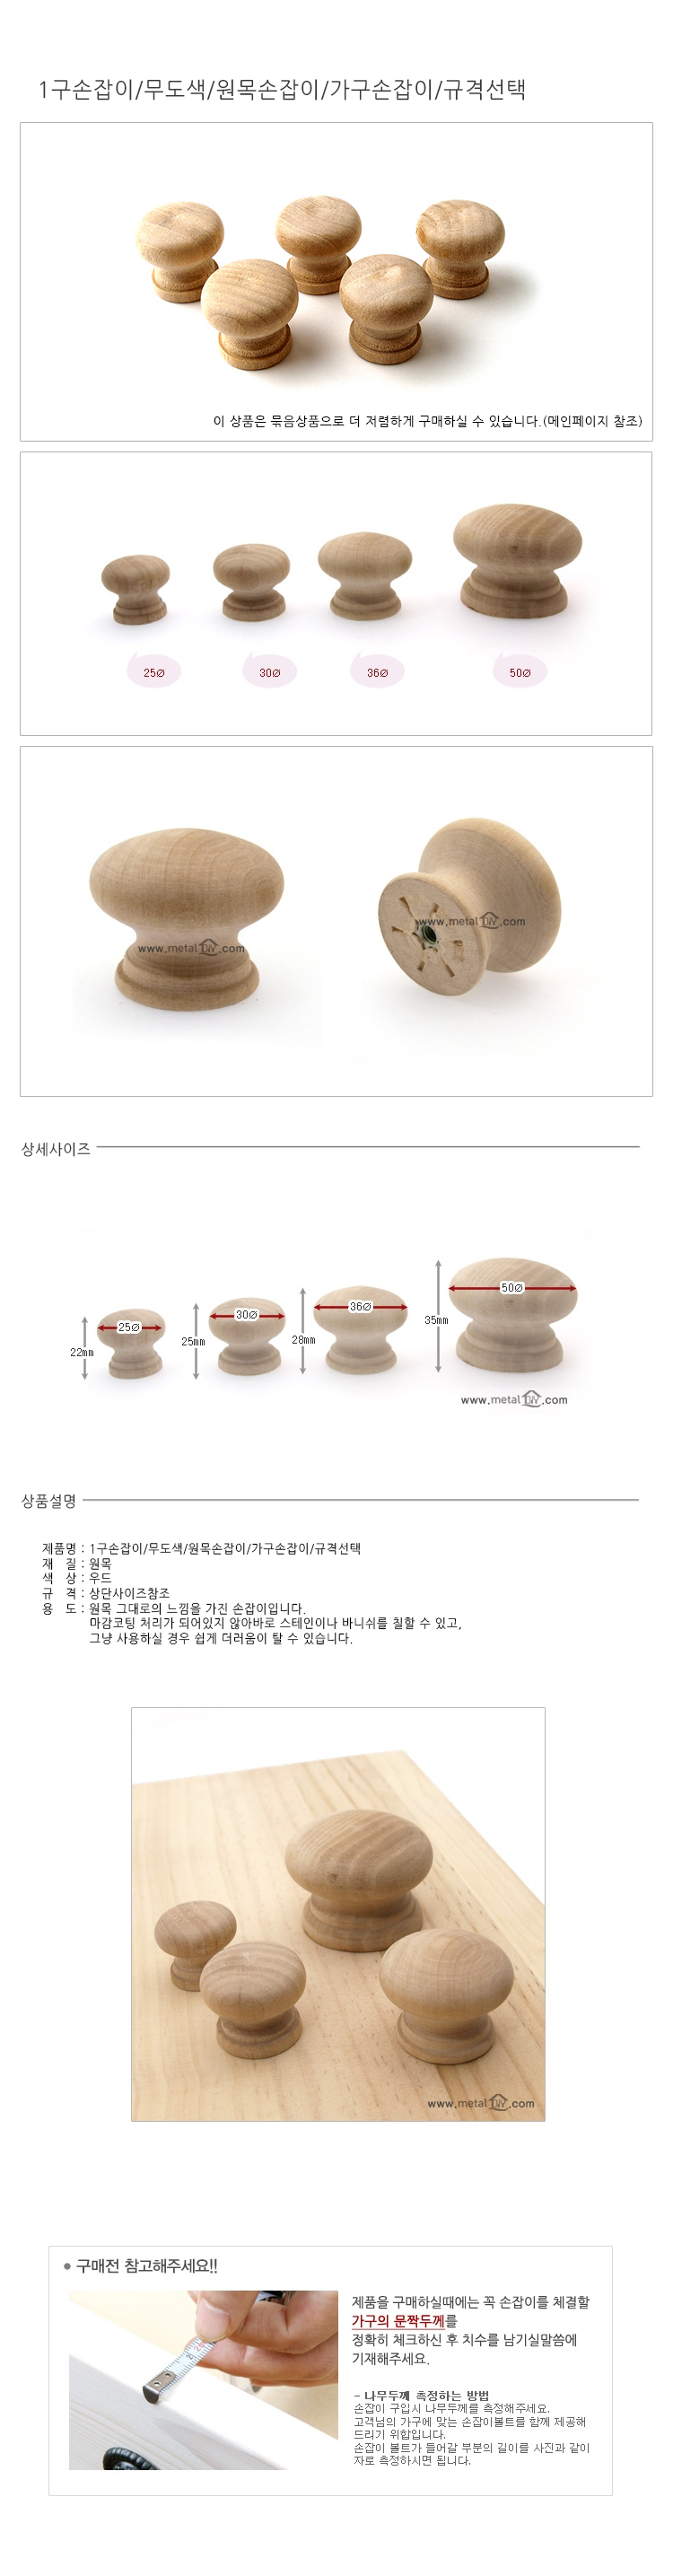 1구손잡이/무도색/원목손잡이/가구손잡이/규격선택
이 상품은 묶음상품으로 더 저렴하게 구매하실 수 있습니다.(메인페이지 참조)
25∅ 30∅ 36∅ 50∅
www.metalDIY.com www.metalDIY.com
상세사이즈
22mm 25∅ 25mm 30∅ 28mm 36∅ 35mm 50∅
www.metalDIY.com
상품설명
제품명 : 1구손잡이/무도색/원목손잡이/가구손잡이/규격선택
재 질 : 원목
색 상 : 우드
규 격 : 상단사이즈참조
용 도 : 원목 그대로의 느낌을 가진 손잡이입니다.
마감코팅 처리가 되어있지 않아바로 스테인이나 바니쉬를 칠할 수 있고,
그냥 사용하실 경우 쉽게 더러움이 탈 수 있습니다.
www.metalDIY.com
• 구매전 참고해주세요!!
제품을 구매하실때에는 꼭 손잡이를 체결할
가구의 문짝두께를
정확히 체크하신 후 치수를 남기실말씀에
기재해주세요.
- 나무두께 측정하는 방법
손잡이 구입시 나무두께를 측정해주세요.
고객님의 가구에 맞는 손잡이볼트를 함께 제공해
드리기 위함입니다.
손잡이 볼트가 들어갈 부분의 길이를 사진과 같이
자로 측정하시면 됩니다.